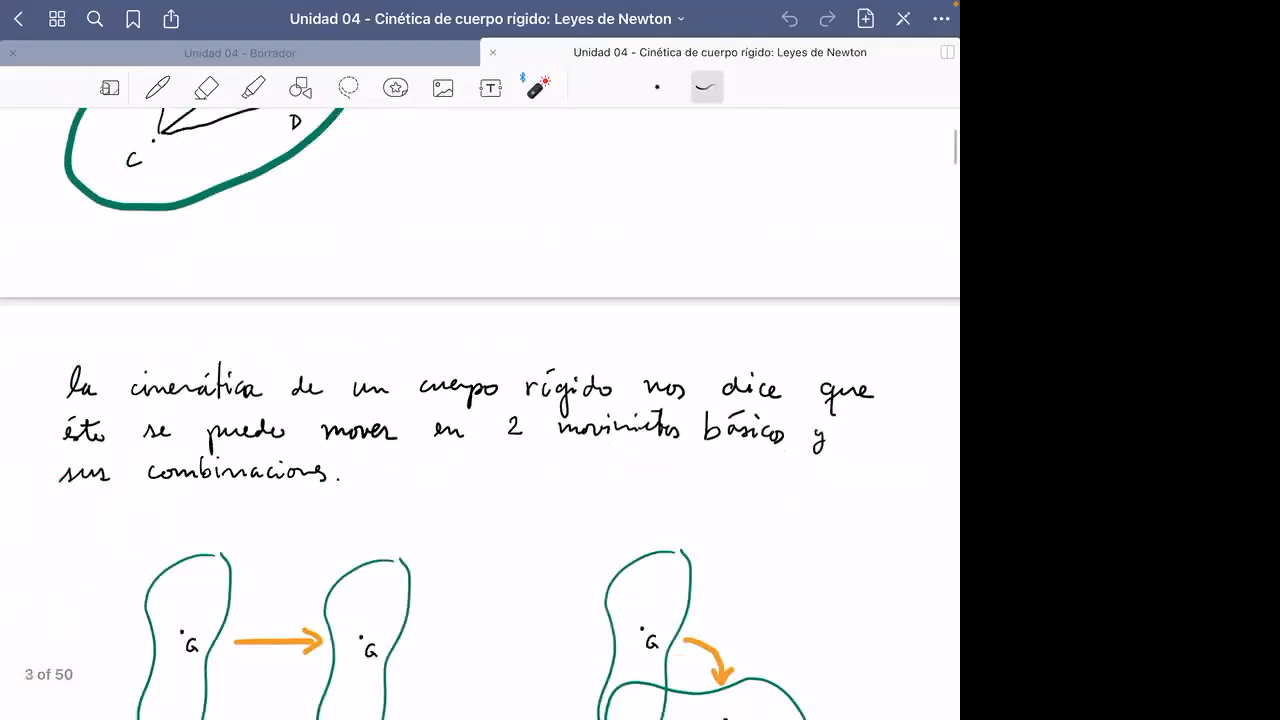 Unidad 04 - Cinética de cuerpo rígido: Leyes de Newton
Unidad 04 - Borrador
Unidad 04 - Cinética de cuerpo rígido: Leyes de Newton
T
D
C
la cinemática de un cuerpo rígido nos dice que
éste se puede mover en 2 movimientos básicos y
sus combinaciones.
G
G
G
3 of 50